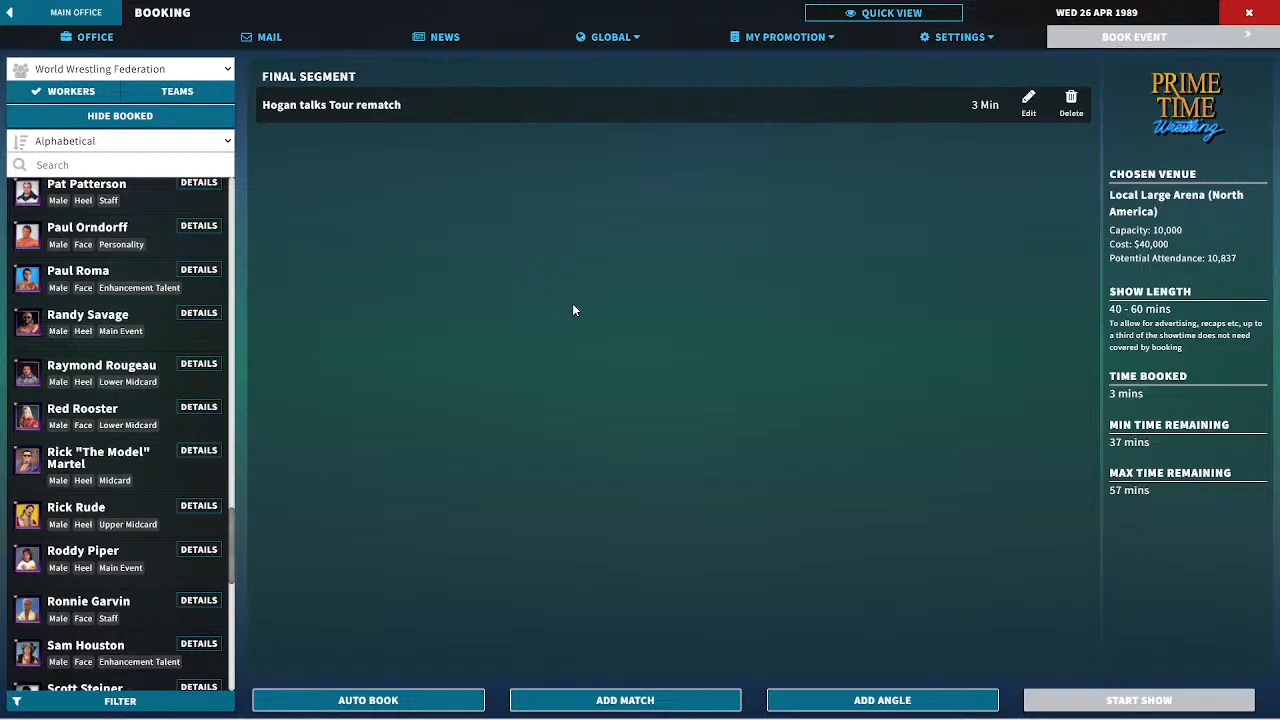 MAIN OFFICE
BOOKING
QUICK VIEW
WED 26 APR 1989
OFFICE
MAIL
NEWS
GLOBAL
MY PROMOTION
SETTINGS
BOOK EVENT
World Wrestling Federation
WORKERS
TEAMS
HIDE BOOKED
Alphabetical
Search
Pat Patterson
DETAILS
Male Heel Staff
Paul Orndorff
DETAILS
Male Face Personality
Paul Roma
DETAILS
Male Face Enhancement Talent
Randy Savage
DETAILS
Male Heel Main Event
Raymond Rougeau
DETAILS
Male Heel Lower Midcard
Red Rooster
DETAILS
Male Face Lower Midcard
Rick "The Model"
Martel
DETAILS
Male Heel Midcard
Rick Rude
DETAILS
Male Heel Upper Midcard
Roddy Piper
DETAILS
Male Heel Main Event
Ronnie Garvin
DETAILS
Male Face Staff
Sam Houston
DETAILS
Male Face Enhancement Talent
Scott Steiner
DETAILS
FILTER
FINAL SEGMENT
Hogan talks Tour rematch
3 Min
Edit
Delete
AUTO BOOK
ADD MATCH
ADD ANGLE
START SHOW
PRIME
TIME
Wrestling
CHOSEN VENUE
Local Large Arena (North
America)
Capacity: 10,000
Cost: $40,000
Potential Attendance: 10,837
SHOW LENGTH
40 - 60 mins
To allow for advertising, recaps etc, up to
a third of the showtime does not need
covered by booking
TIME BOOKED
3 mins
MIN TIME REMAINING
37 mins
MAX TIME REMAINING
57 mins